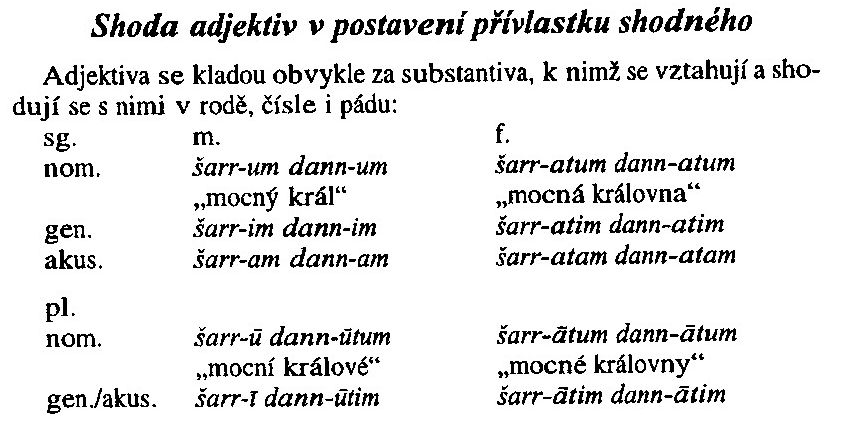 Shoda adjektiv v postavení přívlastku shodného
Adjektiva se kladou obvykle za substantiva, k nimž se vztahují a sho-
dují se s nimi v rodě, čísle i pádu:
sg. m. f.
nom. šarr-um dann-um šarr-atum dann-atum
„mocný král“ „mocná královna“
gen. šarr-im dann-im šarr-atim dann-atim
akus. šarr-am dann-am šarr-atam dann-atam
pl.
nom. šarr-ū dann-ūtum šarr-ātum dann-ātum
„mocní králové“ „mocné královny“
gen./akus. šarr-ī dann-ūtim šarr-ātim dann-ātim